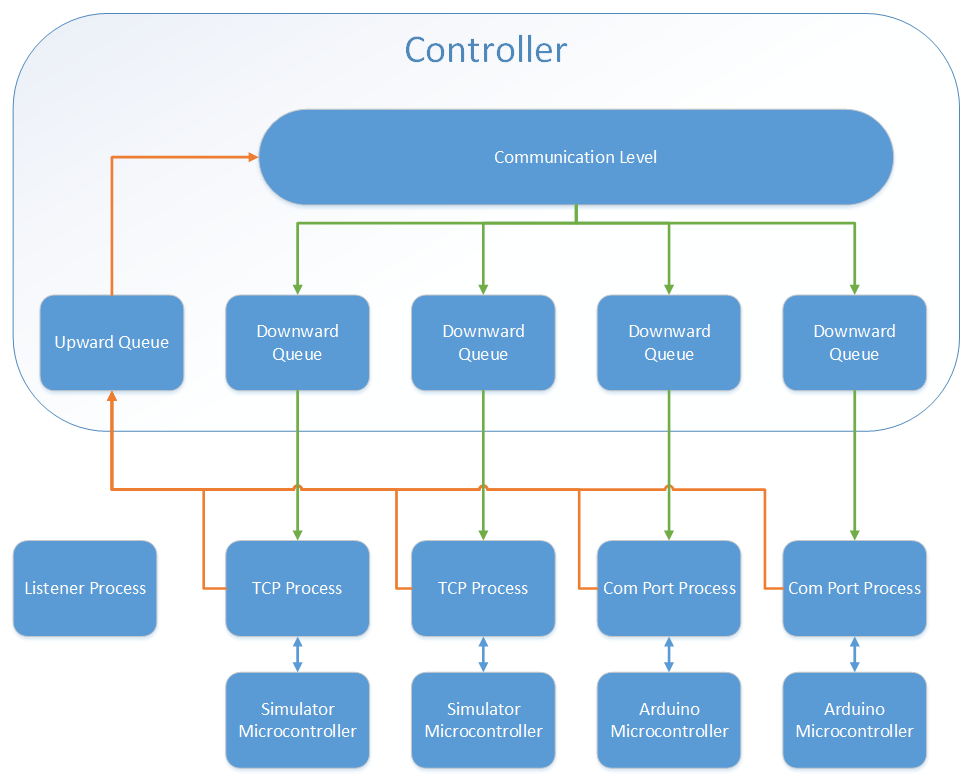 Controller
Communication Level
Upward Queue
Downward
Queue
Downward
Queue
Downward
Queue
Downward
Queue
Listener Process
TCP Process
TCP Process
Com Port Process
Com Port Process
Simulator
Microcontroller
Simulator
Microcontroller
Arduino
Microcontroller
Arduino
Microcontroller